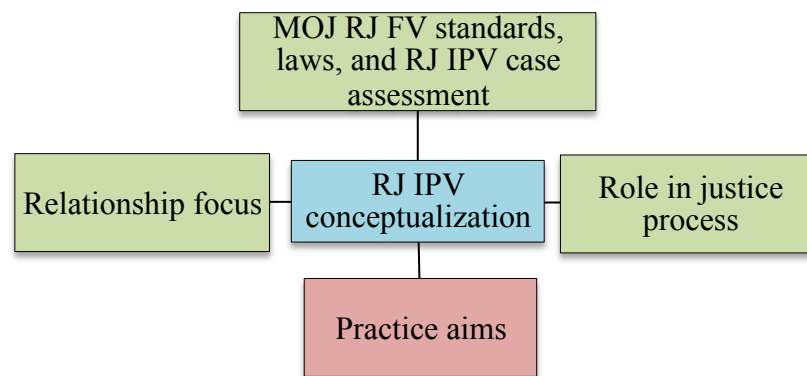 MOJ RJ FV standards,
laws, and RJ IPV case
assessment
Relationship focus
RJ IPV
conceptualization
Role in justice
process
Practice aims